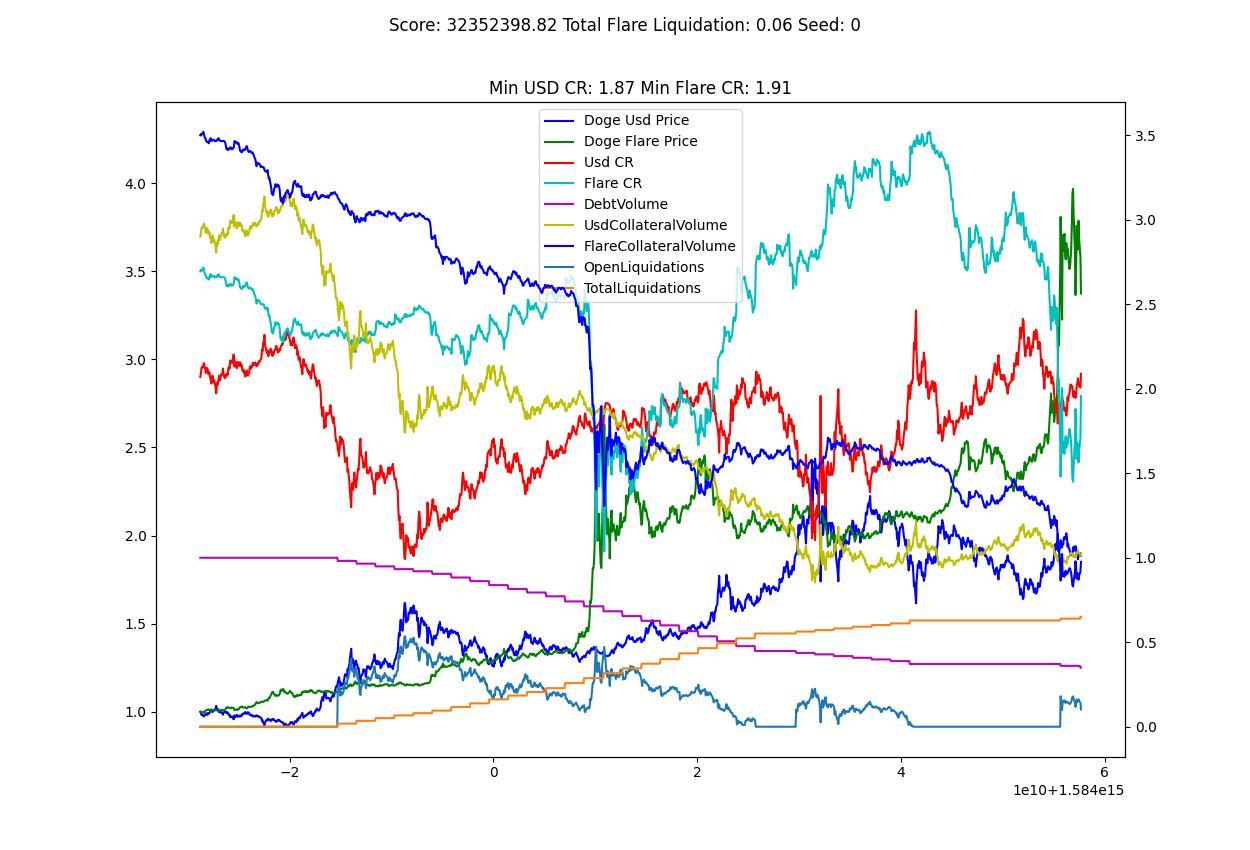 Score: 32352398.82 Total Flare Liquidation: 0.06 Seed: 0
Min USD CR: 1.87 Min Flare CR: 1.91
Doge Usd Price
Doge Flare Price
Usd CR
Flare CR
DebtVolume
UsdCollateralVolume
FlareCollateralVolume
OpenLiquidations
TotalLiquidations
4.0
3.5
3.0
2.5
2.0
1.5
1.0
3.5
3.0
2.5
2.0
1.5
1.0
0.5
0.0
−2 0 2 4 6
1e10+1.584e15